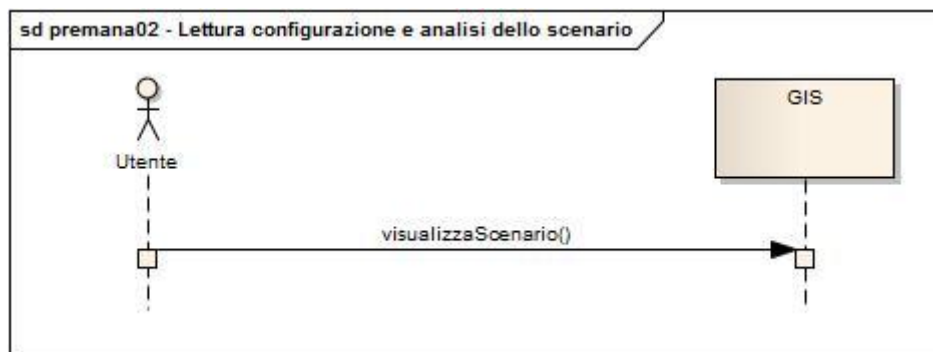 sd premana02 - Lettura configurazione e analisi dello scenario
GIS
Utente
visualizzaScenario()